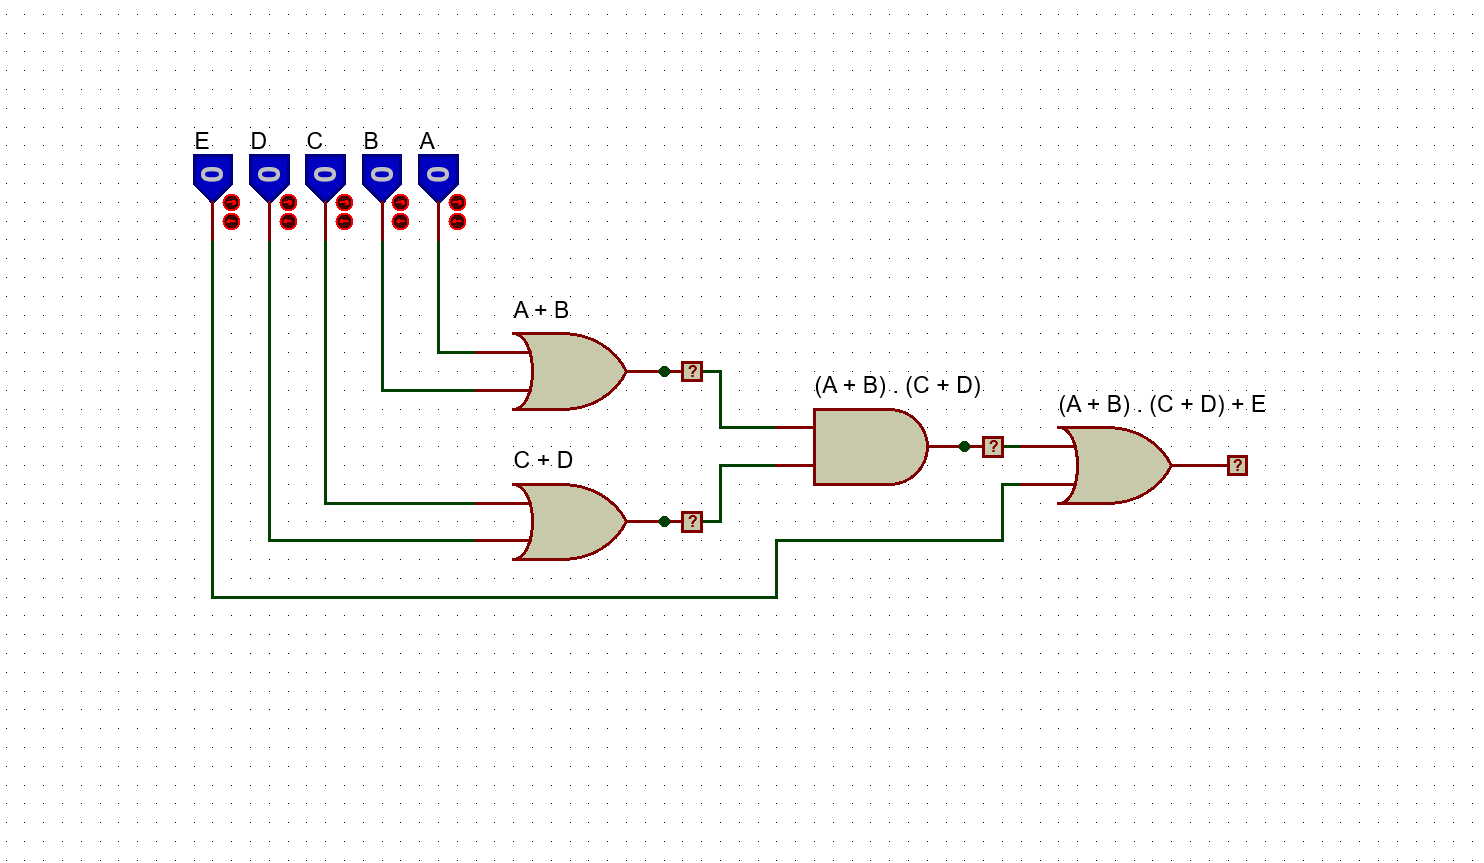 E D C B A
0 0 0 0 0
A + B
?
(A + B) . (C + D)
(A + B) . (C + D) + E
? ?
C + D
?